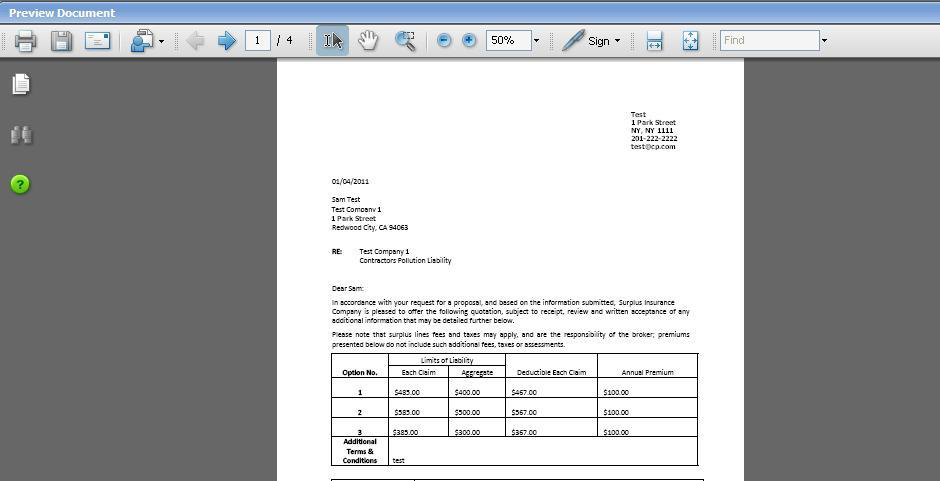 Preview Document
1 / 4
50%
Sign
Find
?
Test
1 Park Street
NY, NY 1111
201-222-2222
test@cp.com
01/04/2011
Sam Test
Test Company 1
1 Park Street
Redwood City, CA 94063
RE: Test Company 1
Contractors Pollution Liability
Dear Sam:
In accordance with your request for a proposal, and based on the information submitted, Surplus Insurance
Company is pleased to offer the following quotation, subject to receipt, review and written acceptance of any
additional information that may be detailed further below.
Please note that surplus lines fees and taxes may apply, and are the responsibility of the broker; premiums
presented below do not include such additional fees, taxes or assessments.
Limits of Liability
Option No. Each Claim Aggregate Deductible Each Claim Annual Premium
1 $485.00 $400.00 $467.00 $100.00
2 $585.00 $500.00 $567.00 $100.00
3 $385.00 $300.00 $367.00 $100.00
Additional
Terms &
Conditions test